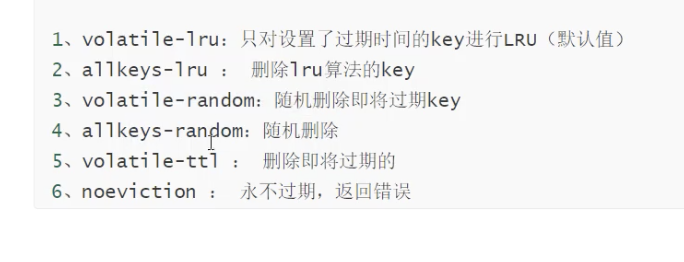 1、volatile-lru：只对设置了过期时间的key进行LRU（默认值）
2、allkeys-lru ： 删除lru算法的key
3、volatile-random：随机删除即将过期key
4、allkeys-random：随机删除
5、volatile-ttl ： 删除即将过期的
6、noeviction ： 永不过期，返回错误